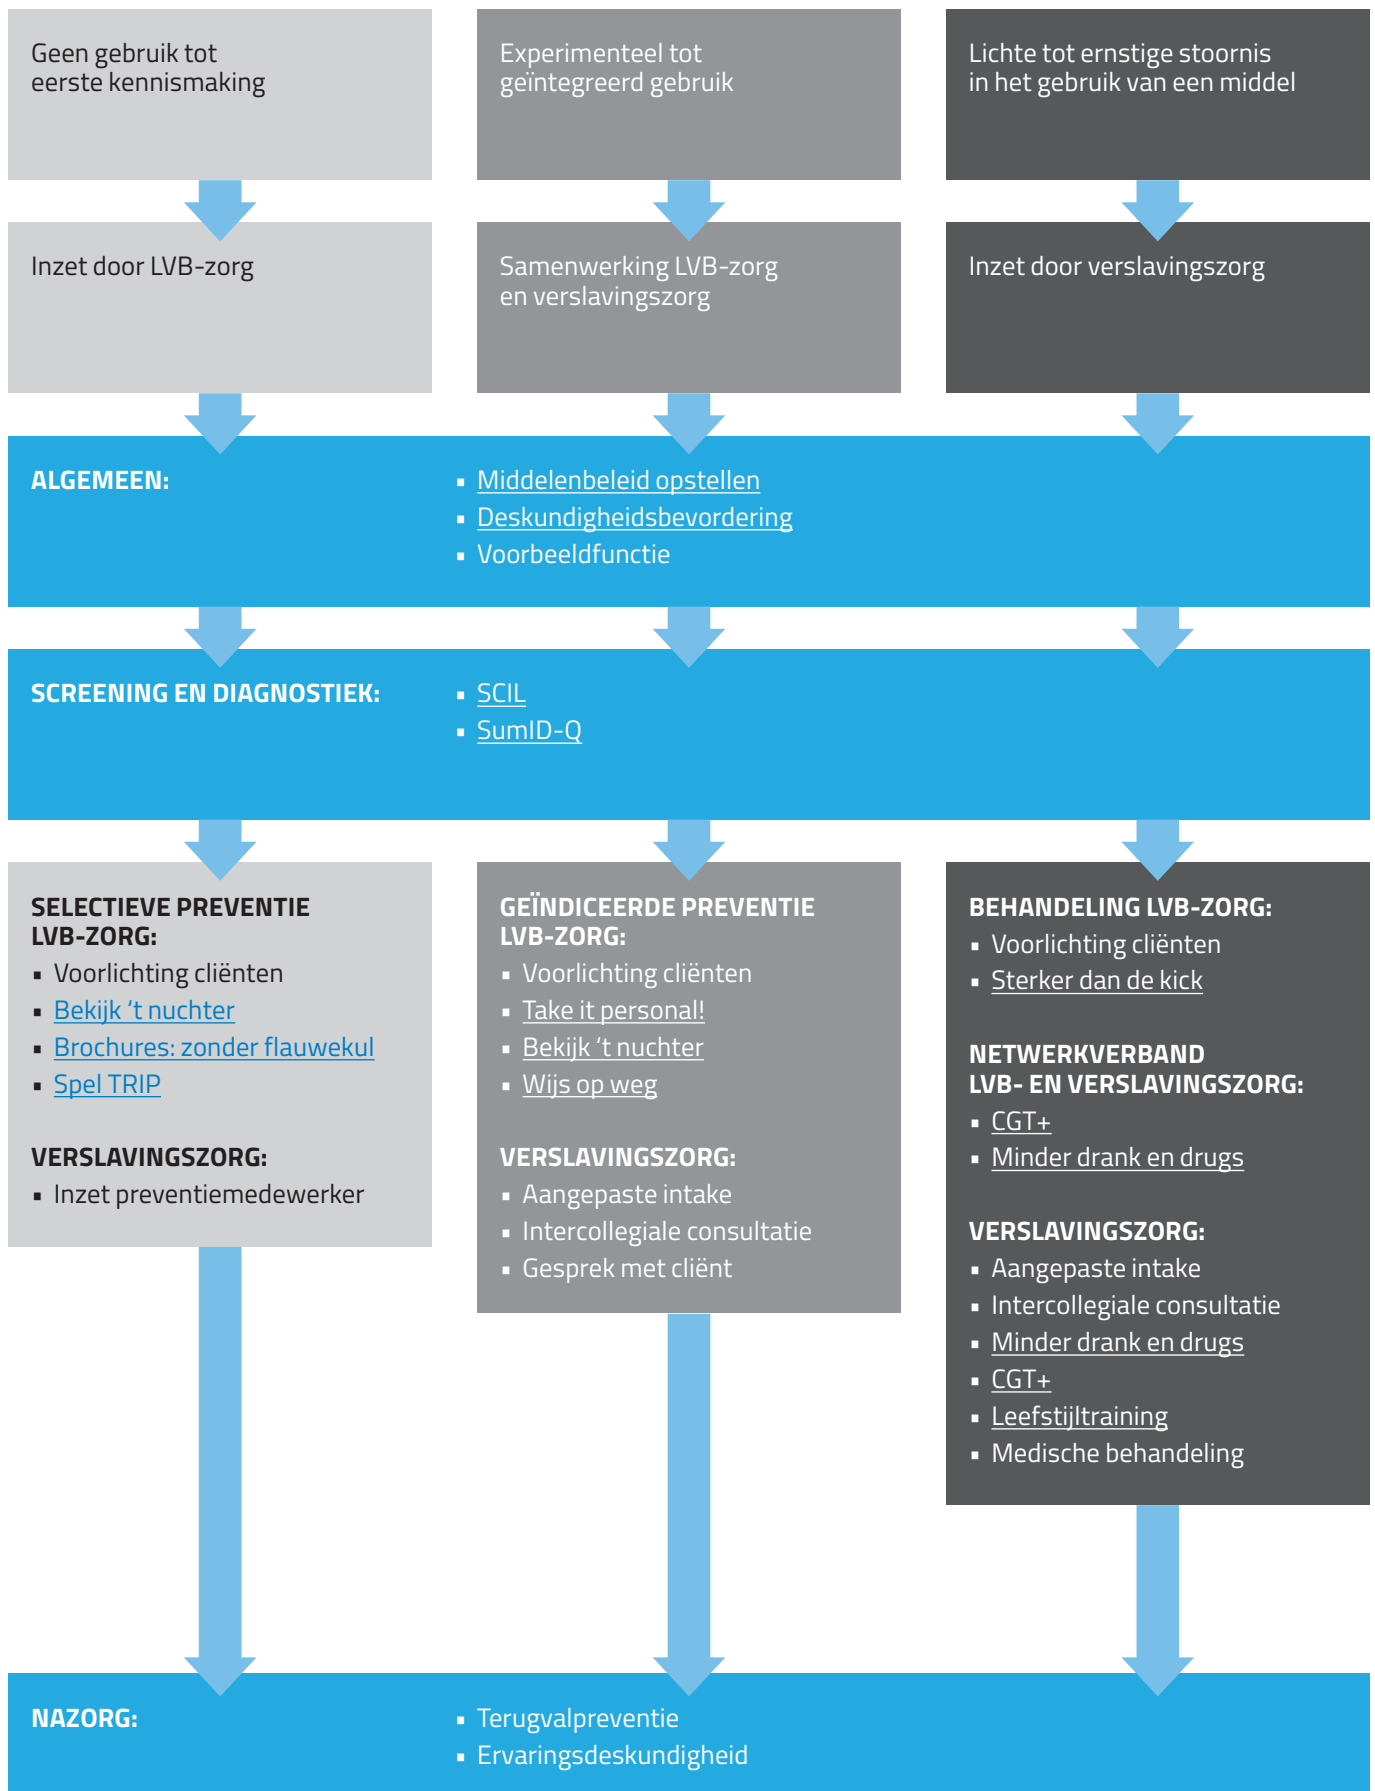 Geen gebruik tot
eerste kennismaking
Experimenteel tot
geïntegreerd gebruik
Lichte tot ernstige stoornis
in het gebruik van een middel
Inzet door LVB-zorg
Samenwerking LVB-zorg
en verslavingszorg
Inzet door verslavingszorg
ALGEMEEN:
▪ Middelenbeleid opstellen
▪ Deskundigheidsbevordering
▪ Voorbeeldfunctie
SCREENING EN DIAGNOSTIEK:
▪ SCIL
▪ SumID-Q
SELECTIEVE PREVENTIE
LVB-ZORG:
▪ Voorlichting cliënten
▪ Bekijk ‘t nuchter
▪ Brochures: zonder flauwekul
▪ Spel TRIP
VERSLAVINGSZORG:
▪ Inzet preventiemedewerker
GEÏNDICEERDE PREVENTIE
LVB-ZORG:
▪ Voorlichting cliënten
▪ Take it personal!
▪ Bekijk ‘t nuchter
▪ Wijs op weg
VERSLAVINGSZORG:
▪ Aangepaste intake
▪ Intercollegiale consultatie
▪ Gesprek met cliënt
BEHANDELING LVB-ZORG:
▪ Voorlichting cliënten
▪ Sterker dan de kick
NETWERKVERBAND
LVB- EN VERSLAVINGSZORG:
▪ CGT+
▪ Minder drank en drugs
VERSLAVINGSZORG:
▪ Aangepaste intake
▪ Intercollegiale consultatie
▪ Minder drank en drugs
▪ CGT+
▪ Leefstijltraining
▪ Medische behandeling
NAZORG:
▪ Terugvalpreventie
▪ Ervaringsdeskundigheid